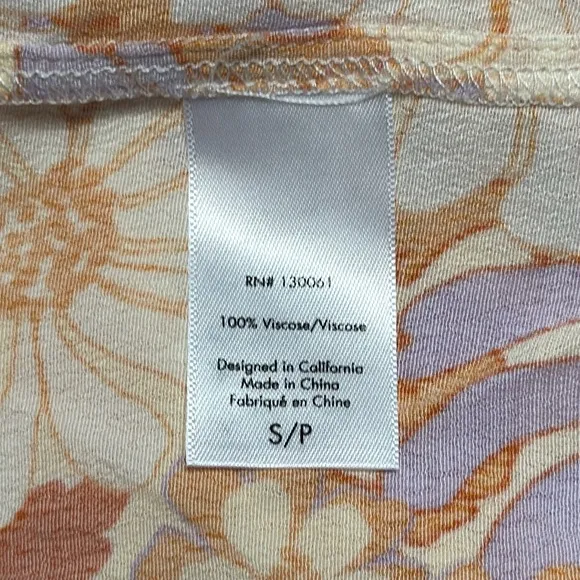 RN# 130061
100% Viscose/Viscose
Designed in California
Made in China
Fabriqué en Chine
S/P